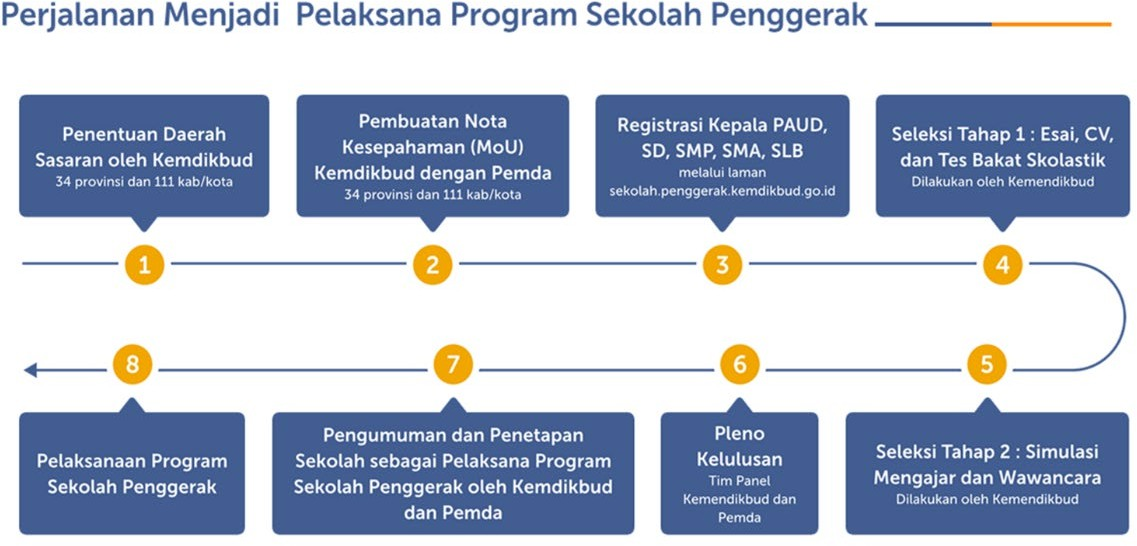 Perjalanan Menjadi Pelaksana Program Sekolah Penggerak
Penentuan Daerah
Sasaran oleh Kemdikbud
34 provinsi dan 111 kab/kota
Pembuatan Nota
Kesepahaman (MoU)
Kemdikbud dengan Pemda
34 provinsi dan 111 kab/kota
Registrasi Kepala PAUD,
SD, SMP, SMA, SLB
melalui laman
sekolah.penggerak.kemdikbud.go.id
Seleksi Tahap 1 : Esai, CV,
dan Tes Bakat Skolastik
Dilakukan oleh Kemendikbud
1
2
3
4
5
Seleksi Tahap 2 : Simulasi
Mengajar dan Wawancara
Dilakukan oleh Kemendikbud
6
Pleno
Kelulusan
Tim Panel
Kemendikbud dan
Pemda
7
Pengumuman dan Penetapan
Sekolah sebagai Pelaksana Program
Sekolah Penggerak oleh Kemdikbud
dan Pemda
8
Pelaksanaan Program
Sekolah Penggerak